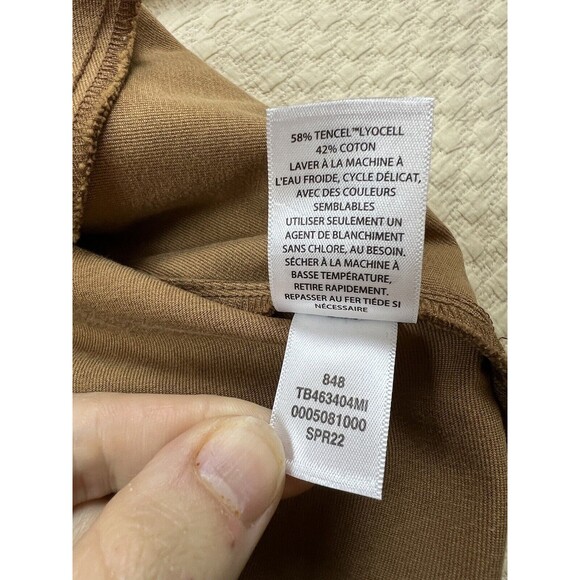 58% TENCEL™LYOCELL
42% COTON
LAVER À LA MACHINE À
L'EAU FROIDE, CYCLE DÉLICAT,
AVEC DES COULEURS
SEMBLABLES
UTILISER SEULEMENT UN
AGENT DE BLANCHIMENT
SANS CHLORE, AU BESOIN.
SÉCHER À LA MACHINE À
BASSE TEMPÉRATURE,
RETIRE RAPIDEMENT.
REPASSER AU FER TIÉDE SI
NÉCESSAIRE
848
TB463404MI
0005081000
SPR22